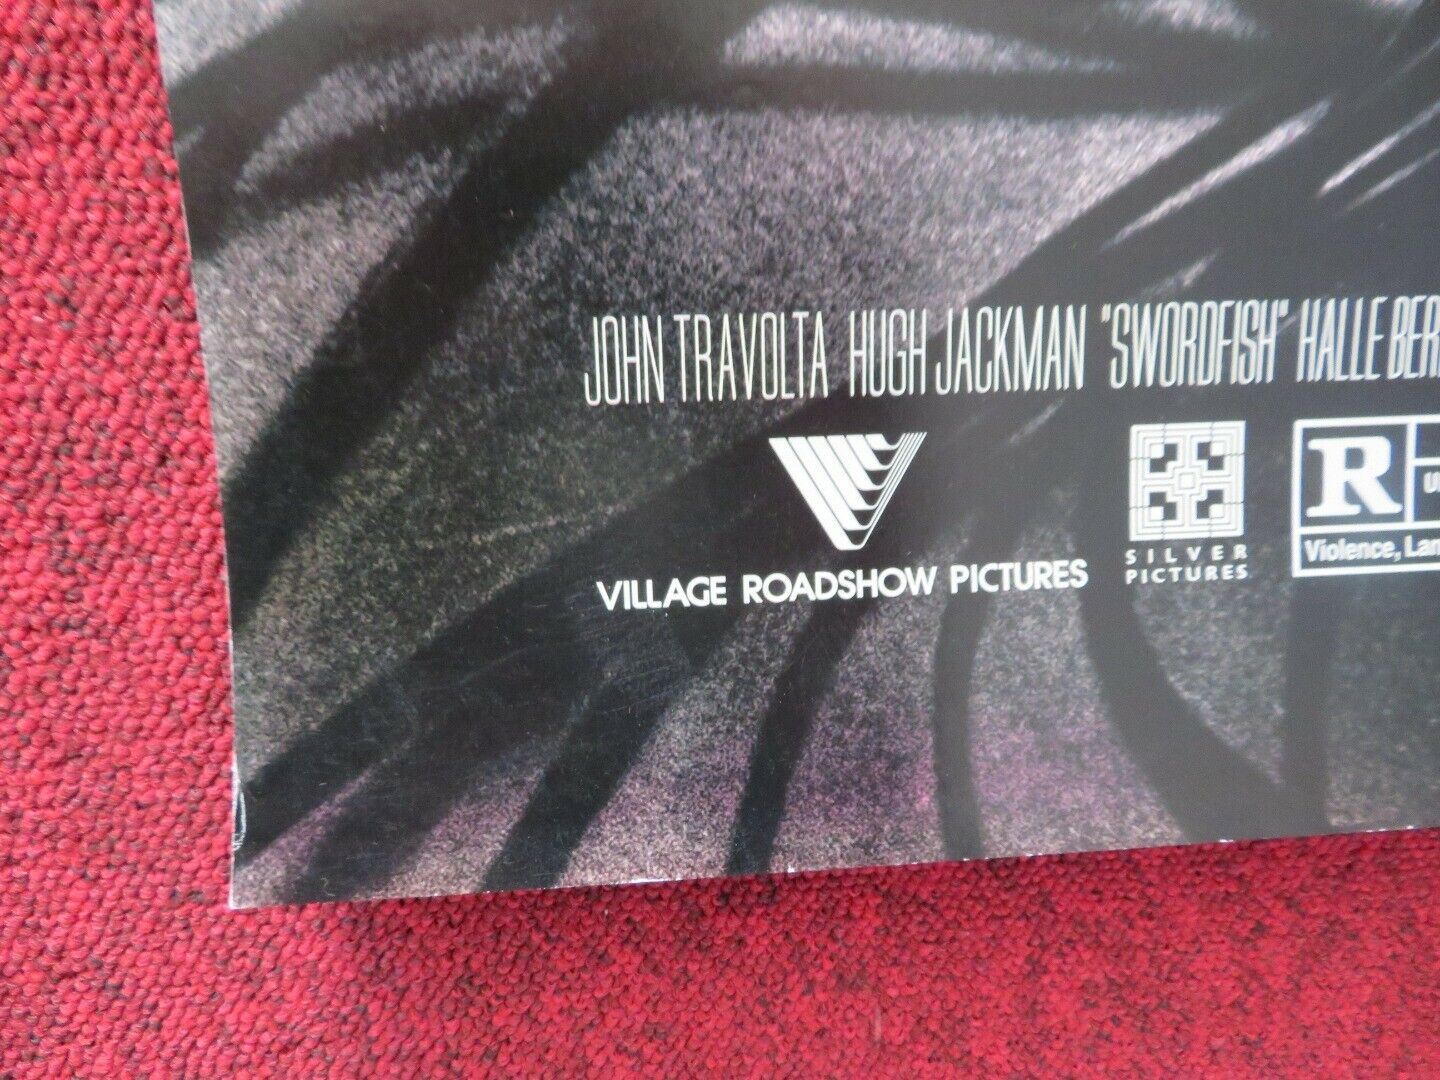 JOHN TRAVOLTA HUGH JACKMAN "SWORDFISH" HALLE BER
VILLAGE ROADSHOW PICTURES
SILVER
PICTURES
R
Violence, Lan